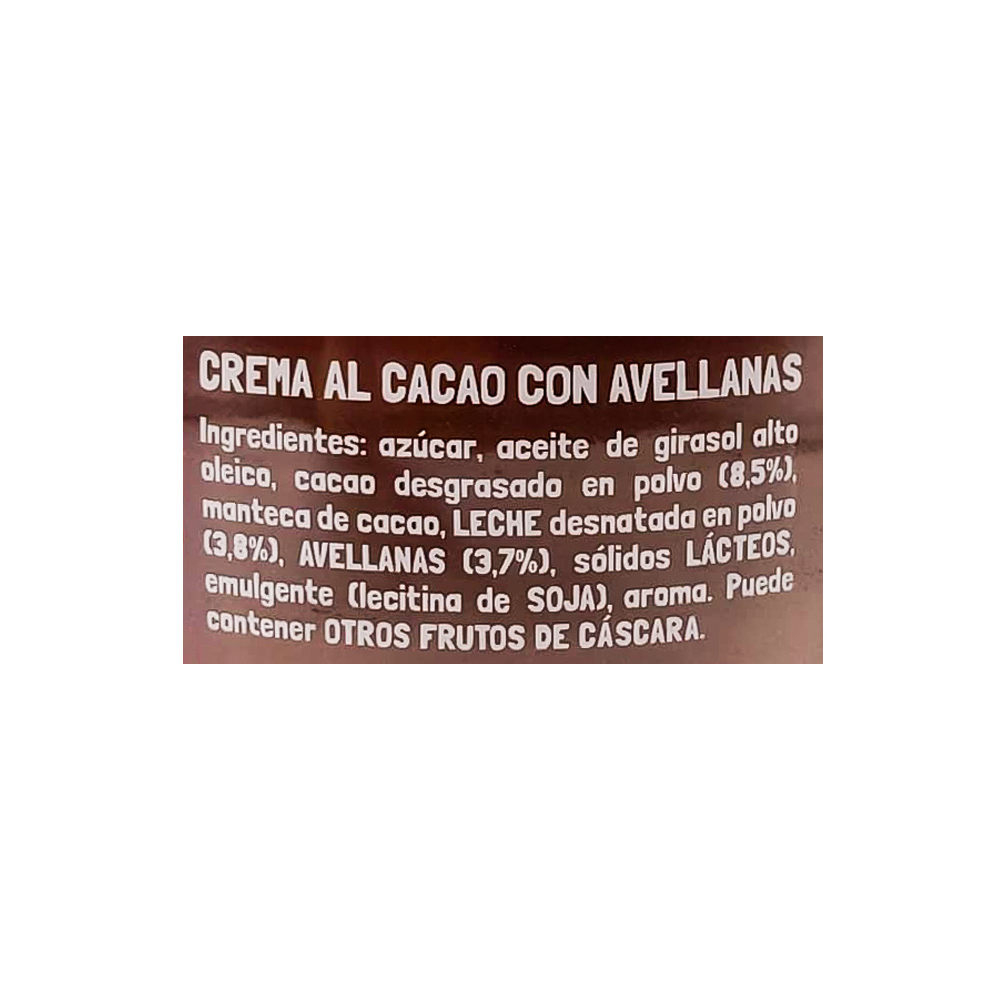 CREMA AL CACAO CON AVELLANAS
Ingredientes: azúcar, aceite de girasol alto
oleico, cacao desgrasado en polvo (8,5%),
manteca de cacao, LECHE desnatada en polvo
(3,8%), AVELLANAS (3,7%), sólidos LÁCTEOS,
emulgente (lecitina de SOJA), aroma. Puede
contener OTROS FRUTOS DE CÁSCARA.